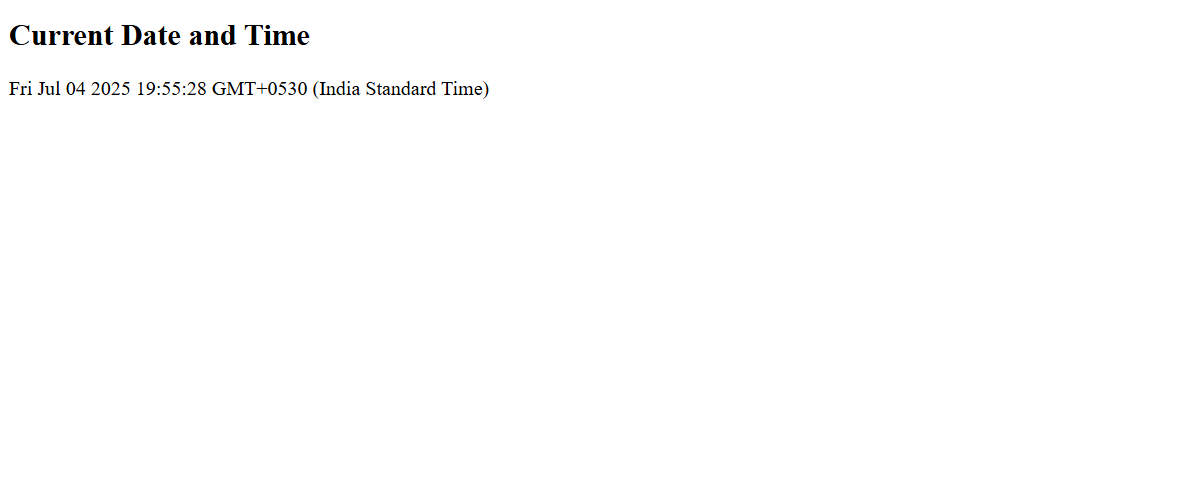 Current Date and Time
Fri Jul 04 2025 19:55:28 GMT+0530 (India Standard Time)